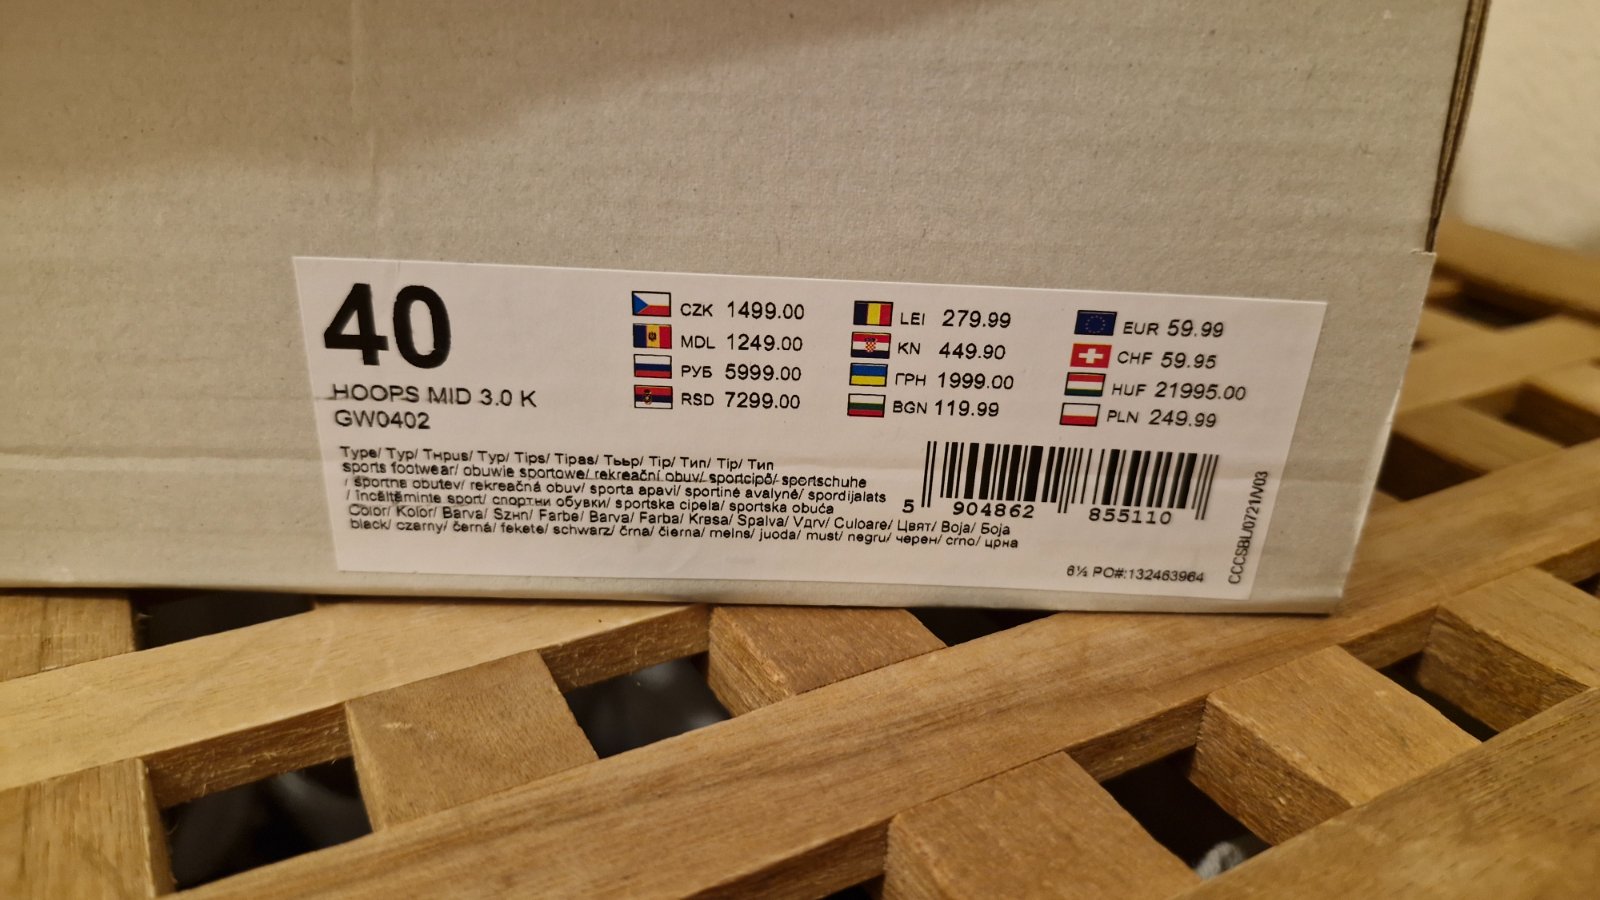 40
HOOPS MID 3.0 K
GW0402
CZK 1499.00
MDL 1249.00
РУБ 5999.00
RSD 7299.00
LEI 279.99
KN 449.90
ГРН 1999.00
BGN 119.99
EUR 59.99
CHF 59.95
HUF 21995.00
PLN 249.99
Type/ Typ/ Típus/ Typ/ Tips/ Tipas/ Tip/ Тип/ Tip/ Тип
sports footwear/ obuwie sportowe/ rekreační obuv/ sportcipő/ sportschuhe
/ športna obutev/ rekreačná obuv/ sporta apavi/ sportinė avalynė/ spordijalats
/ încălțăminte sport/ спортни обувки/ sportska cipela/ sportska obuća
Color/ Kolor/ Barva/ Farbe/ Barva/ Farba/ Krāsa/ Spalva/ Culoare/ Цвят/ Boja/ Боја
black/ czarny/ černá/ fekete/ schwarz/ črna/ čierna/ melns/ juoda/ must/ negru/ черен/ crno/ црна
5 904862 855110
6½ PO#:132463964
CCCSBL/0721/V03